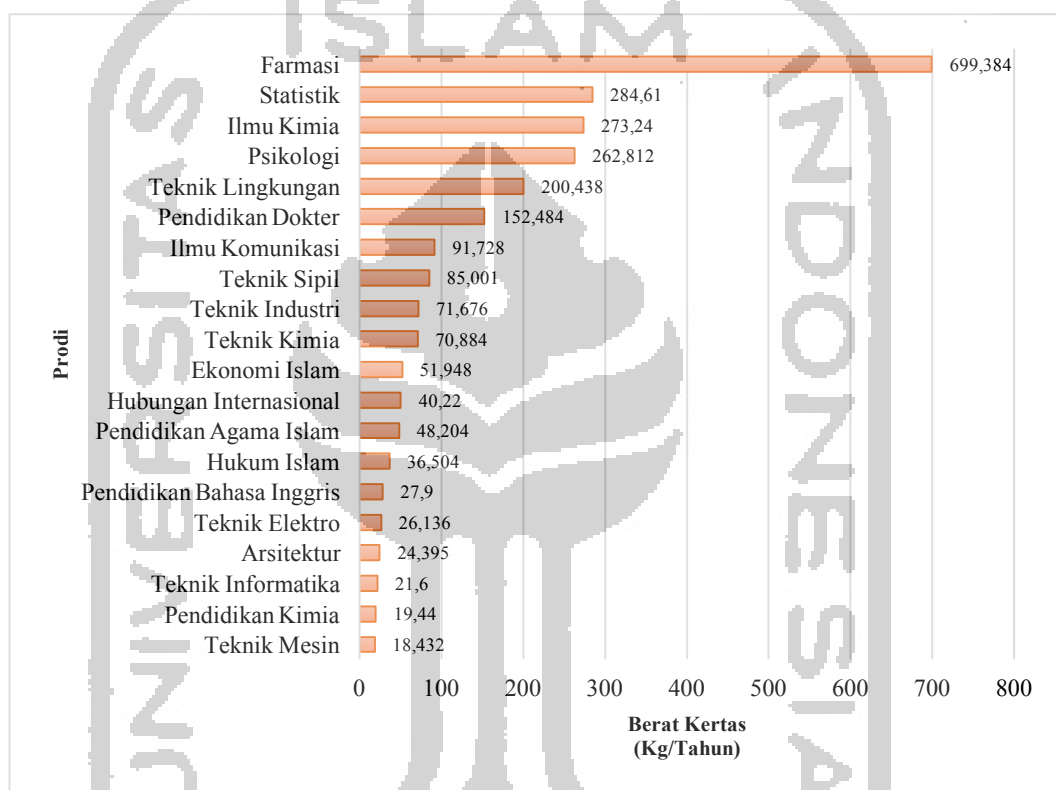 ISLAM
UNIVERSITAS
INDONESIA
Farmasi 699,384
Statistik 284,61
Ilmu Kimia 273,24
Psikologi 262,812
Teknik Lingkungan 200,438
Pendidikan Dokter 152,484
Ilmu Komunikasi 91,728
Teknik Sipil 85,001
Teknik Industri 71,676
Teknik Kimia 70,884
Ekonomi Islam 51,948
Hubungan Internasional 40,22
Pendidikan Agama Islam 48,204
Hukum Islam 36,504
Pendidikan Bahasa Inggris 27,9
Teknik Elektro 26,136
Arsitektur 24,395
Teknik Informatika 21,6
Pendidikan Kimia 19,44
Teknik Mesin 18,432
Prodi
0 100 200 300 400 500 600 700 800
Berat Kertas
(Kg/Tahun)